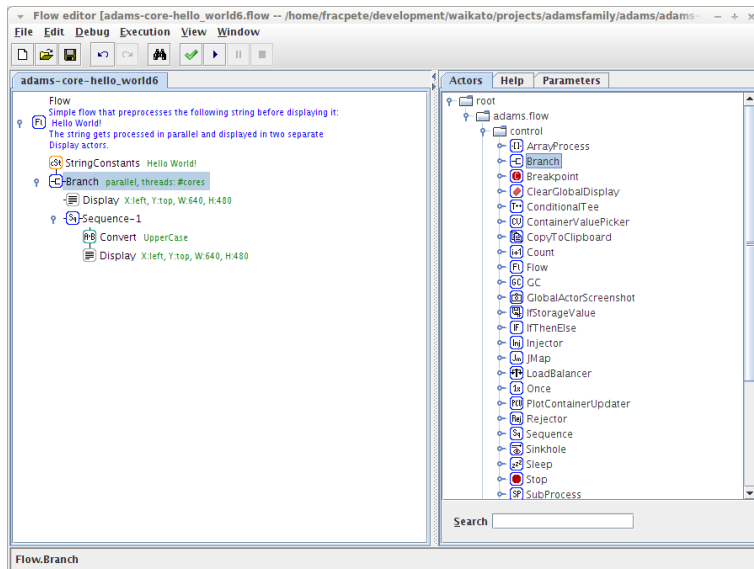 Flow editor [adams-core-hello_world6.flow -- /home/fracpete/development/waikato/projects/adamsfamily/adams/adams-
File Edit Debug Execution View Window
adams-core-hello_world6
Flow
Simple flow that preprocesses the following string before displaying it:
Hello World!
The string gets processed in parallel and displayed in two separate
Display actors.
StringConstants Hello World!
Branch parallel, threads: #cores
Display X:left, Y:top, W:640, H:480
Sequence-1
Convert UpperCase
Display X:left, Y:top, W:640, H:480
Actors Help Parameters
root
adams.flow
control
ArrayProcess
Branch
Breakpoint
ClearGlobalDisplay
ConditionalTee
ContainerValuePicker
CopyToClipboard
Count
Flow
GC
GlobalActorScreenshot
IfStorageValue
IfThenElse
Injector
JMap
LoadBalancer
Once
PlotContainerUpdater
Rejector
Sequence
Sinkhole
Sleep
Stop
SubProcess
Search
Flow.Branch